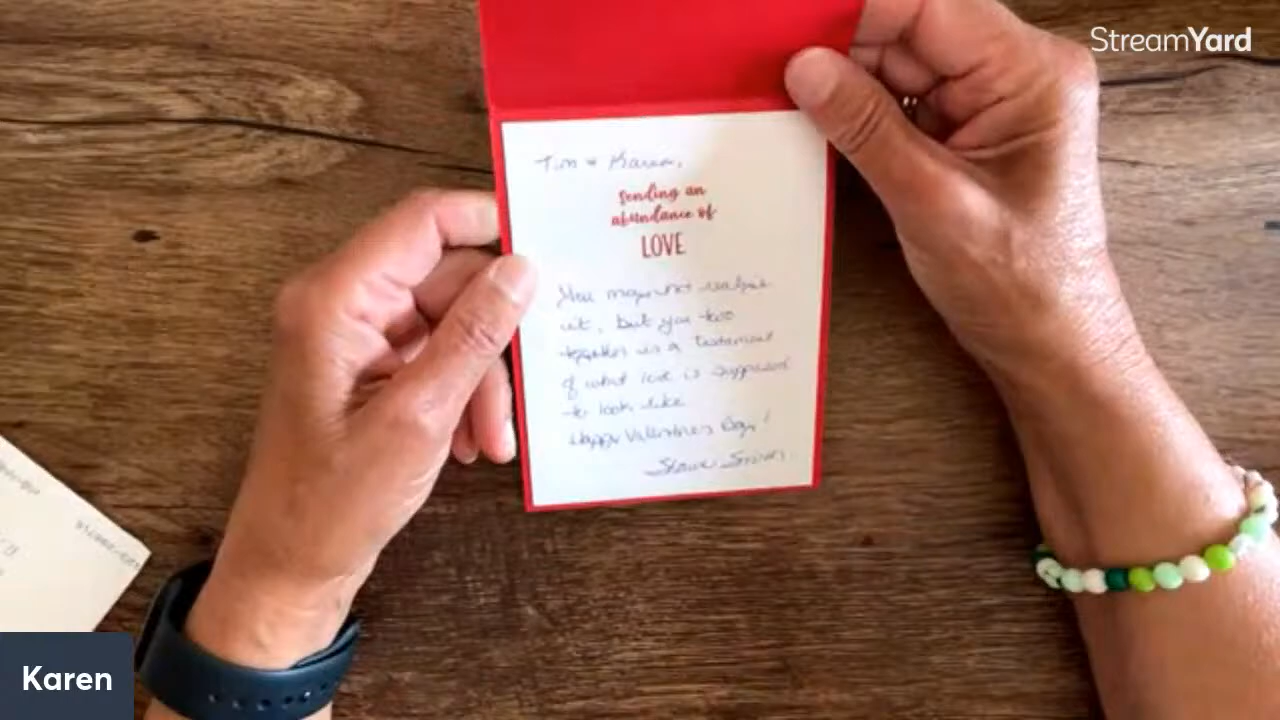 StreamYard
Tim + Karen,
sending an
abundance of
LOVE
You may not realize
it, but you two
together is a testament
of what love is supposed
to look like
Happy Valentine's Day!
Karen